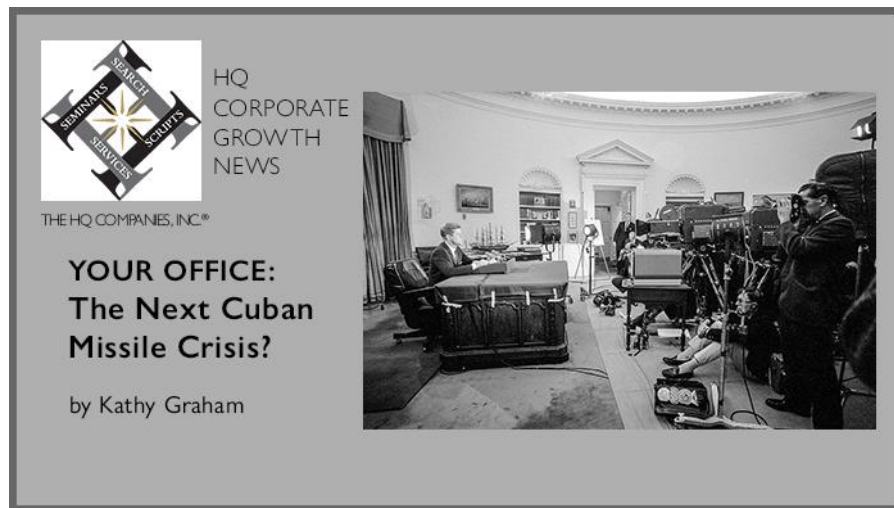 SEARCH
SEMINARS
SCRIPTS
SERVICES
HQ
CORPORATE
GROWTH
NEWS
THE HQ COMPANIES, INC.®
YOUR OFFICE:
The Next Cuban
Missile Crisis?
by Kathy Graham